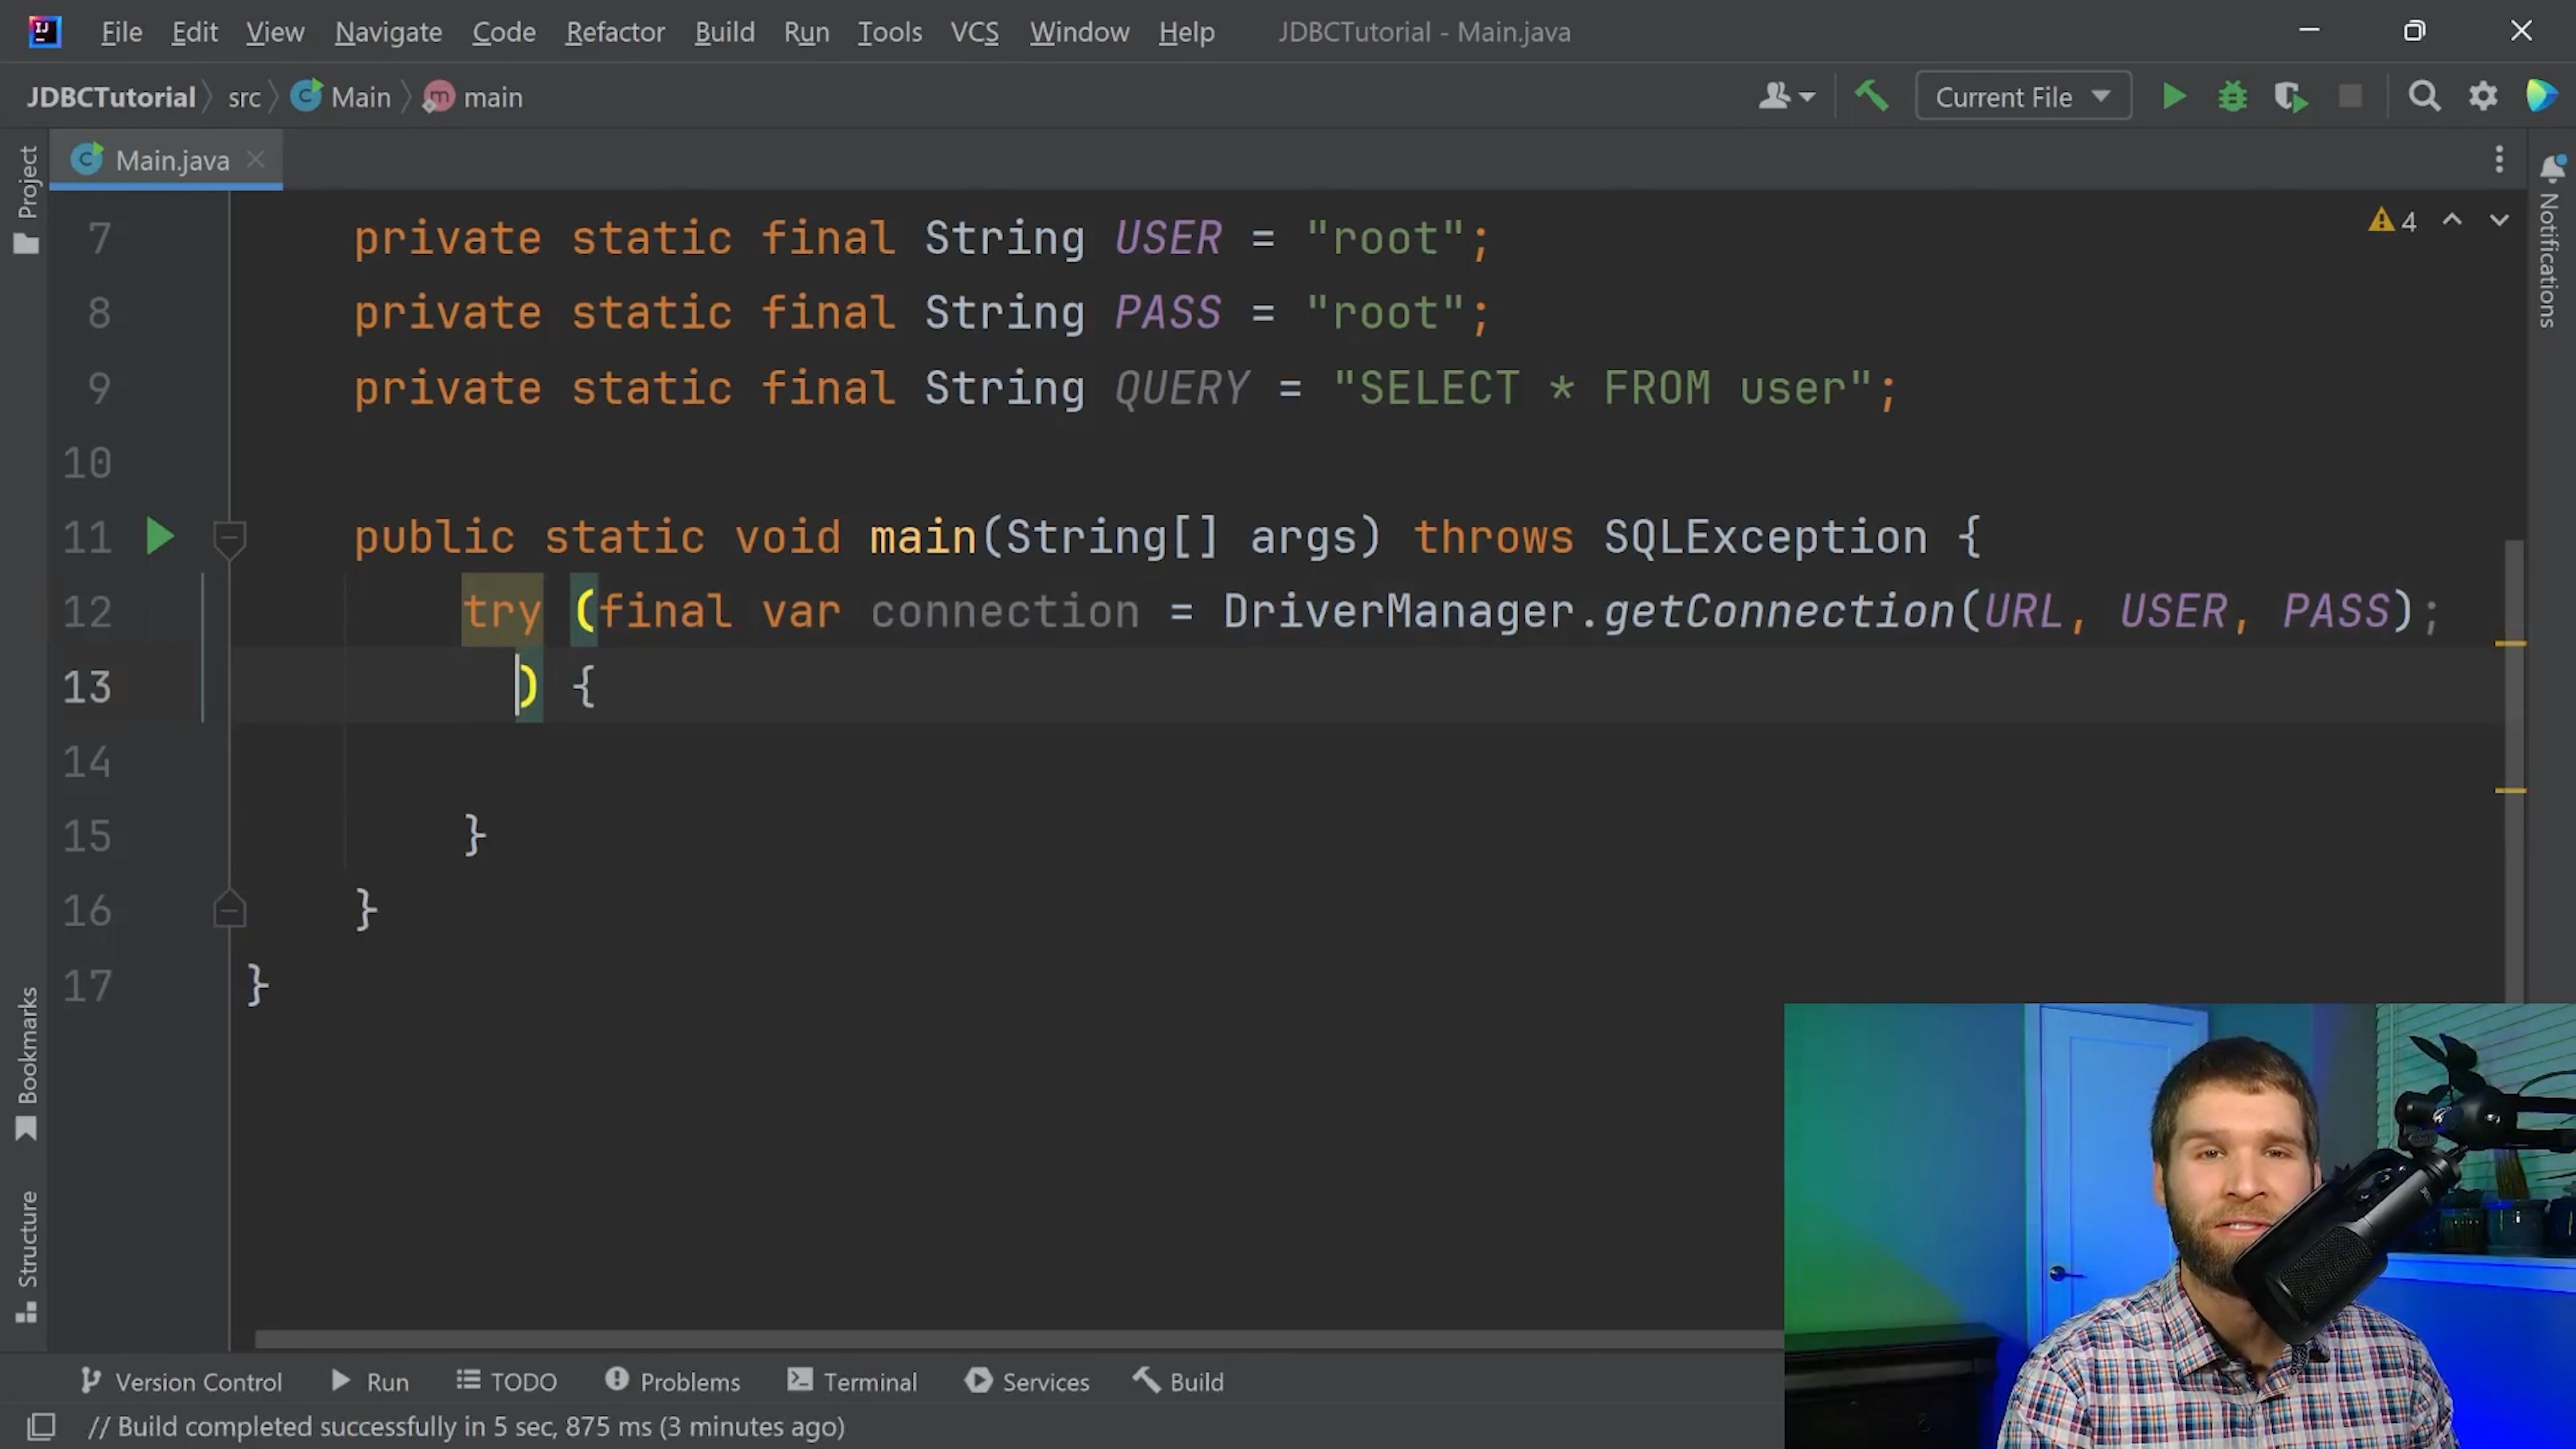 File Edit View Navigate Code Refactor Build Run Tools VCS Window Help JDBCTutorial - Main.java
JDBCTutorial src Main m main Current File
Project
Main.java
4
Notifications
7 private static final String USER = "root";
8 private static final String PASS = "root";
9 private static final String QUERY = "SELECT * FROM user";
10
11 public static void main(String[] args) throws SQLException {
12 try (final var connection = DriverManager.getConnection(URL, USER, PASS);
13 ) {
14
15 }
16 }
17 }
Bookmarks
Structure
Version Control Run TODO Problems Terminal Services Build
// Build completed successfully in 5 sec, 875 ms (3 minutes ago)